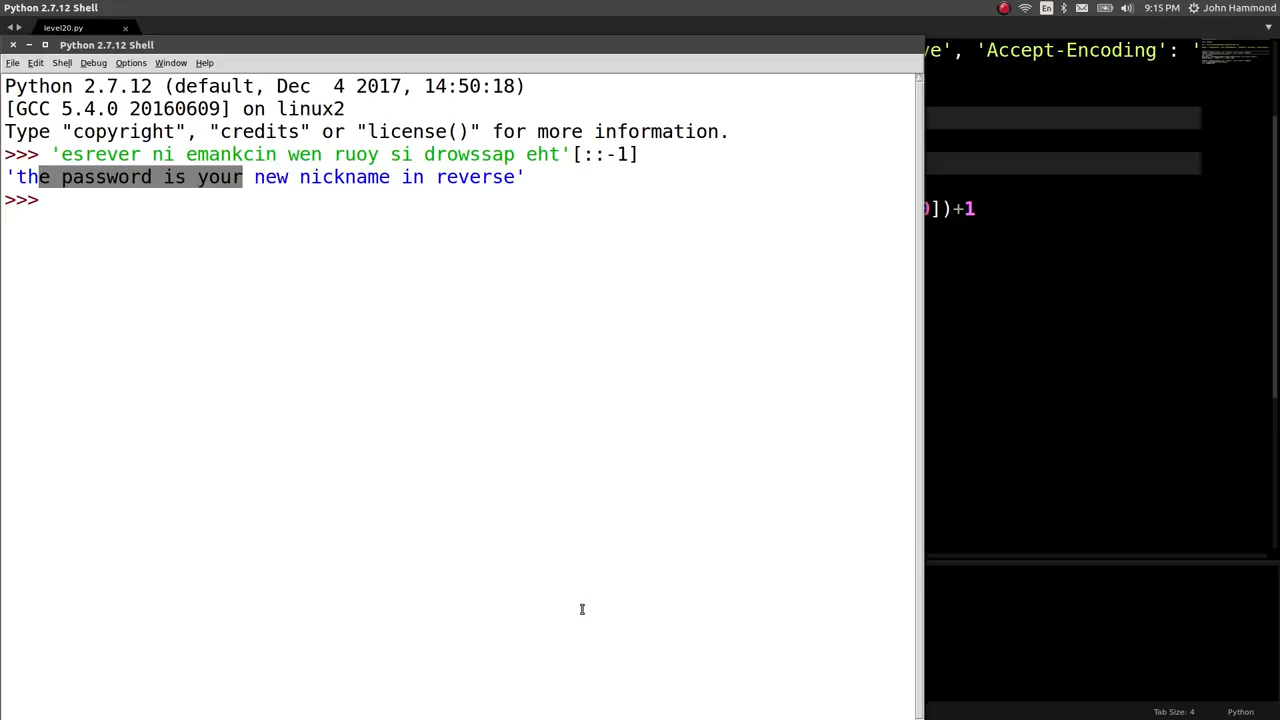 Python 2.7.12 Shell
En
9:15 PM
John Hammond
level20.py
Python 2.7.12 Shell
File Edit Shell Debug Options Window Help
ve', 'Accept-Encoding': '
Python 2.7.12 (default, Dec  4 2017, 14:50:18)
[GCC 5.4.0 20160609] on linux2
Type "copyright", "credits" or "license()" for more information.
>>> 'esrever ni emankcin wen ruoy si drowssap eht'[::-1]
'the password is your new nickname in reverse'
>>>
])+1
Tab Size: 4
Python